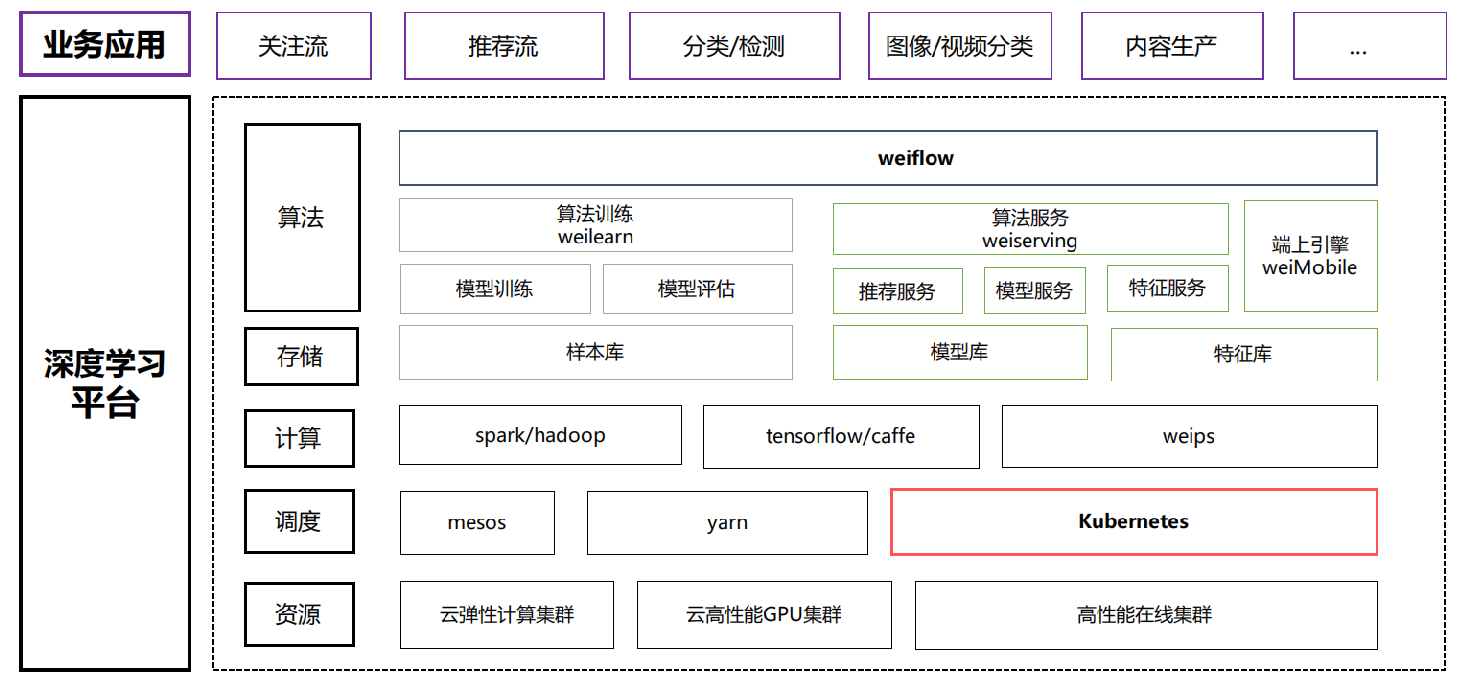 业务应用
关注流
推荐流
分类/检测
图像/视频分类
内容生产
...
深度学习
平台
算法
weiflow
算法训练
weilearn
算法服务
weiserving
端上引擎
weiMobile
模型训练
模型评估
推荐服务
模型服务
特征服务
存储
样本库
模型库
特征库
计算
spark/hadoop
tensorflow/caffe
weips
调度
mesos
yarn
Kubernetes
资源
云弹性计算集群
云高性能GPU集群
高性能在线集群